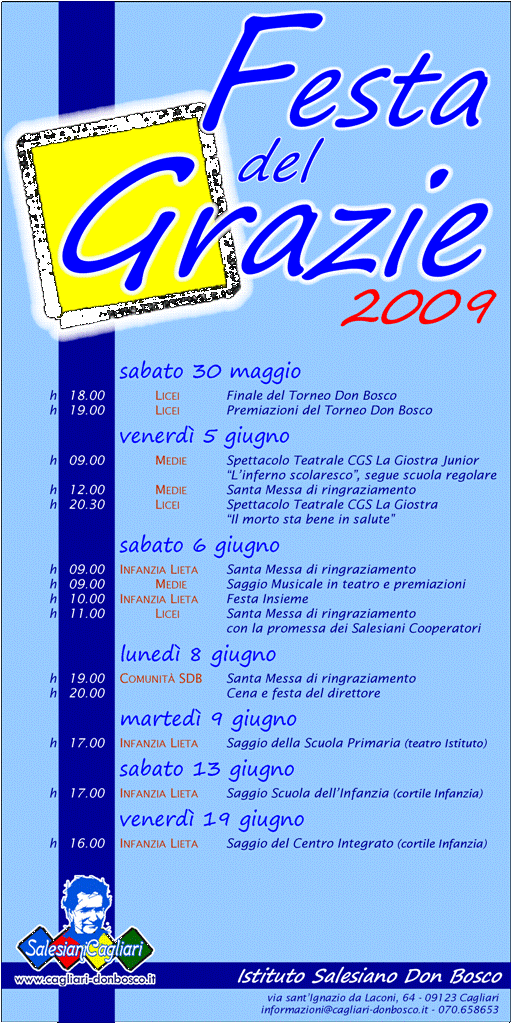 Festa
del
Grazie
2009
sabato 30 maggio
h 18.00 LICEI Finale del Torneo Don Bosco
h 19.00 LICEI Premiazioni del Torneo Don Bosco
venerdì 5 giugno
h 09.00 MEDIE Spettacolo Teatrale CGS La Giostra Junior
"L'inferno scolaresco", segue scuola regolare
h 12.00 MEDIE Santa Messa di ringraziamento
h 20.30 LICEI Spettacolo Teatrale CGS La Giostra
"Il morto sta bene in salute"
sabato 6 giugno
h 09.00 INFANZIA LIETA Santa Messa di ringraziamento
h 09.00 MEDIE Saggio Musicale in teatro e premiazioni
h 10.00 INFANZIA LIETA Festa Insieme
h 11.00 LICEI Santa Messa di ringraziamento
con la promessa dei Salesiani Cooperatori
lunedì 8 giugno
h 19.00 COMUNITÀ SDB Santa Messa di ringraziamento
h 20.00 Cena e festa del direttore
martedì 9 giugno
h 17.00 INFANZIA LIETA Saggio della Scuola Primaria (teatro Istituto)
sabato 13 giugno
h 17.00 INFANZIA LIETA Saggio Scuola dell'Infanzia (cortile Infanzia)
venerdì 19 giugno
h 16.00 INFANZIA LIETA Saggio del Centro Integrato (cortile Infanzia)
SalesianiCagliari
www.cagliari-donbosco.it
Istituto Salesiano Don Bosco
via sant'Ignazio da Laconi, 64 - 09123 Cagliari
informazioni@cagliari-donbosco.it - 070.658653